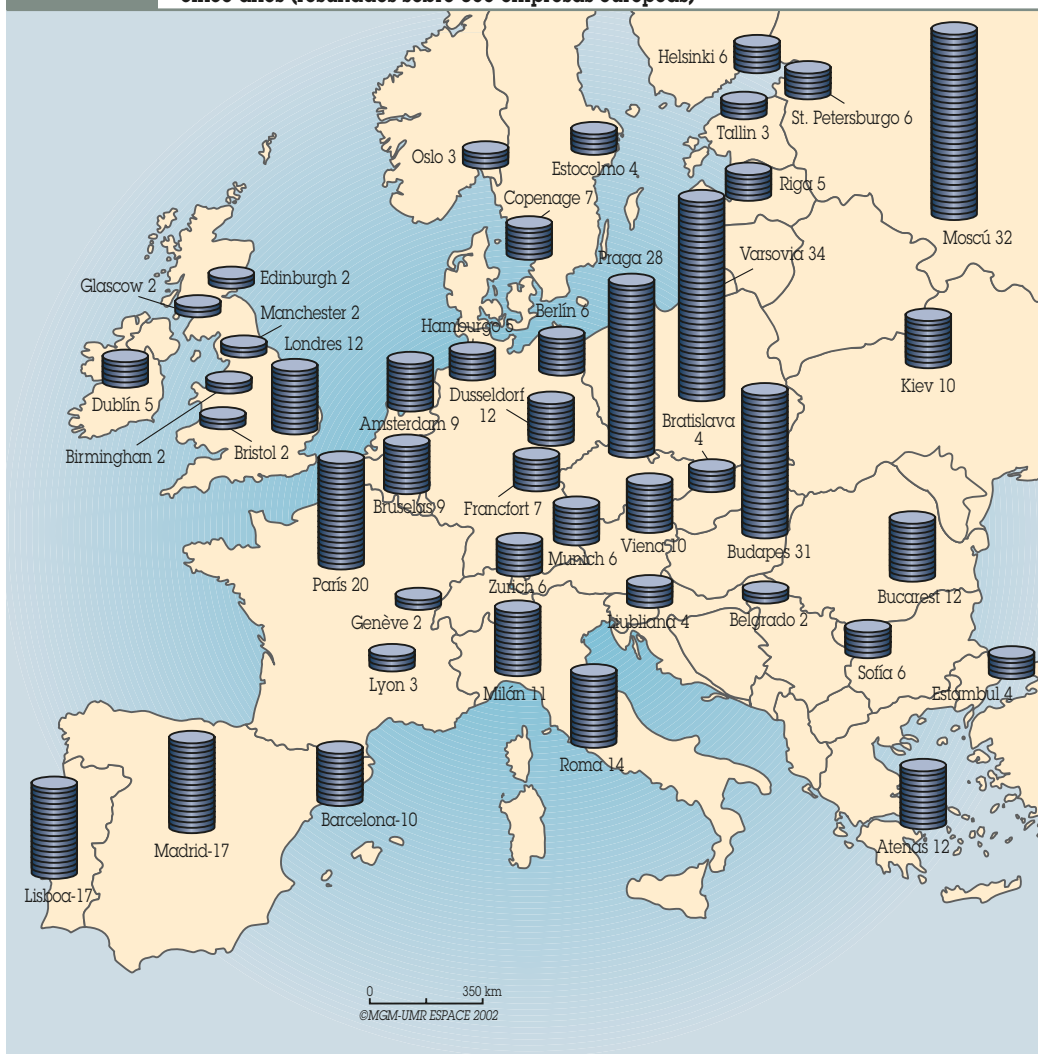 cinco años (resultados sobre 500 empresas europeas)
Helsinki 6
St. Petersburgo 6
Tallin 3
Moscú 32
Oslo 3
Estocolmo 4
Riga 5
Copenage 7
Varsovia 34
Praga 28
Glascow 2
Edinburgh 2
Manchester 2
Londres 12
Hamburgo 5
Berlín 6
Kiev 10
Dublín 5
Dusseldorf
12
Amsterdam 9
Bratislava
4
Birminghan 2
Bristol 2
Bruselas 9
Francfort 7
Viena 10
Munich 6
Budapes 31
París 20
Zurich 6
Bucarest 12
Genève 2
Liubliana 4
Belgrado 2
Lyon 3
Milán 11
Sofía 6
Estambul 4
Roma 14
Barcelona-10
Madrid-17
Atenas 12
Lisboa-17
0 350 km
©MGM-UMR ESPACE 2002